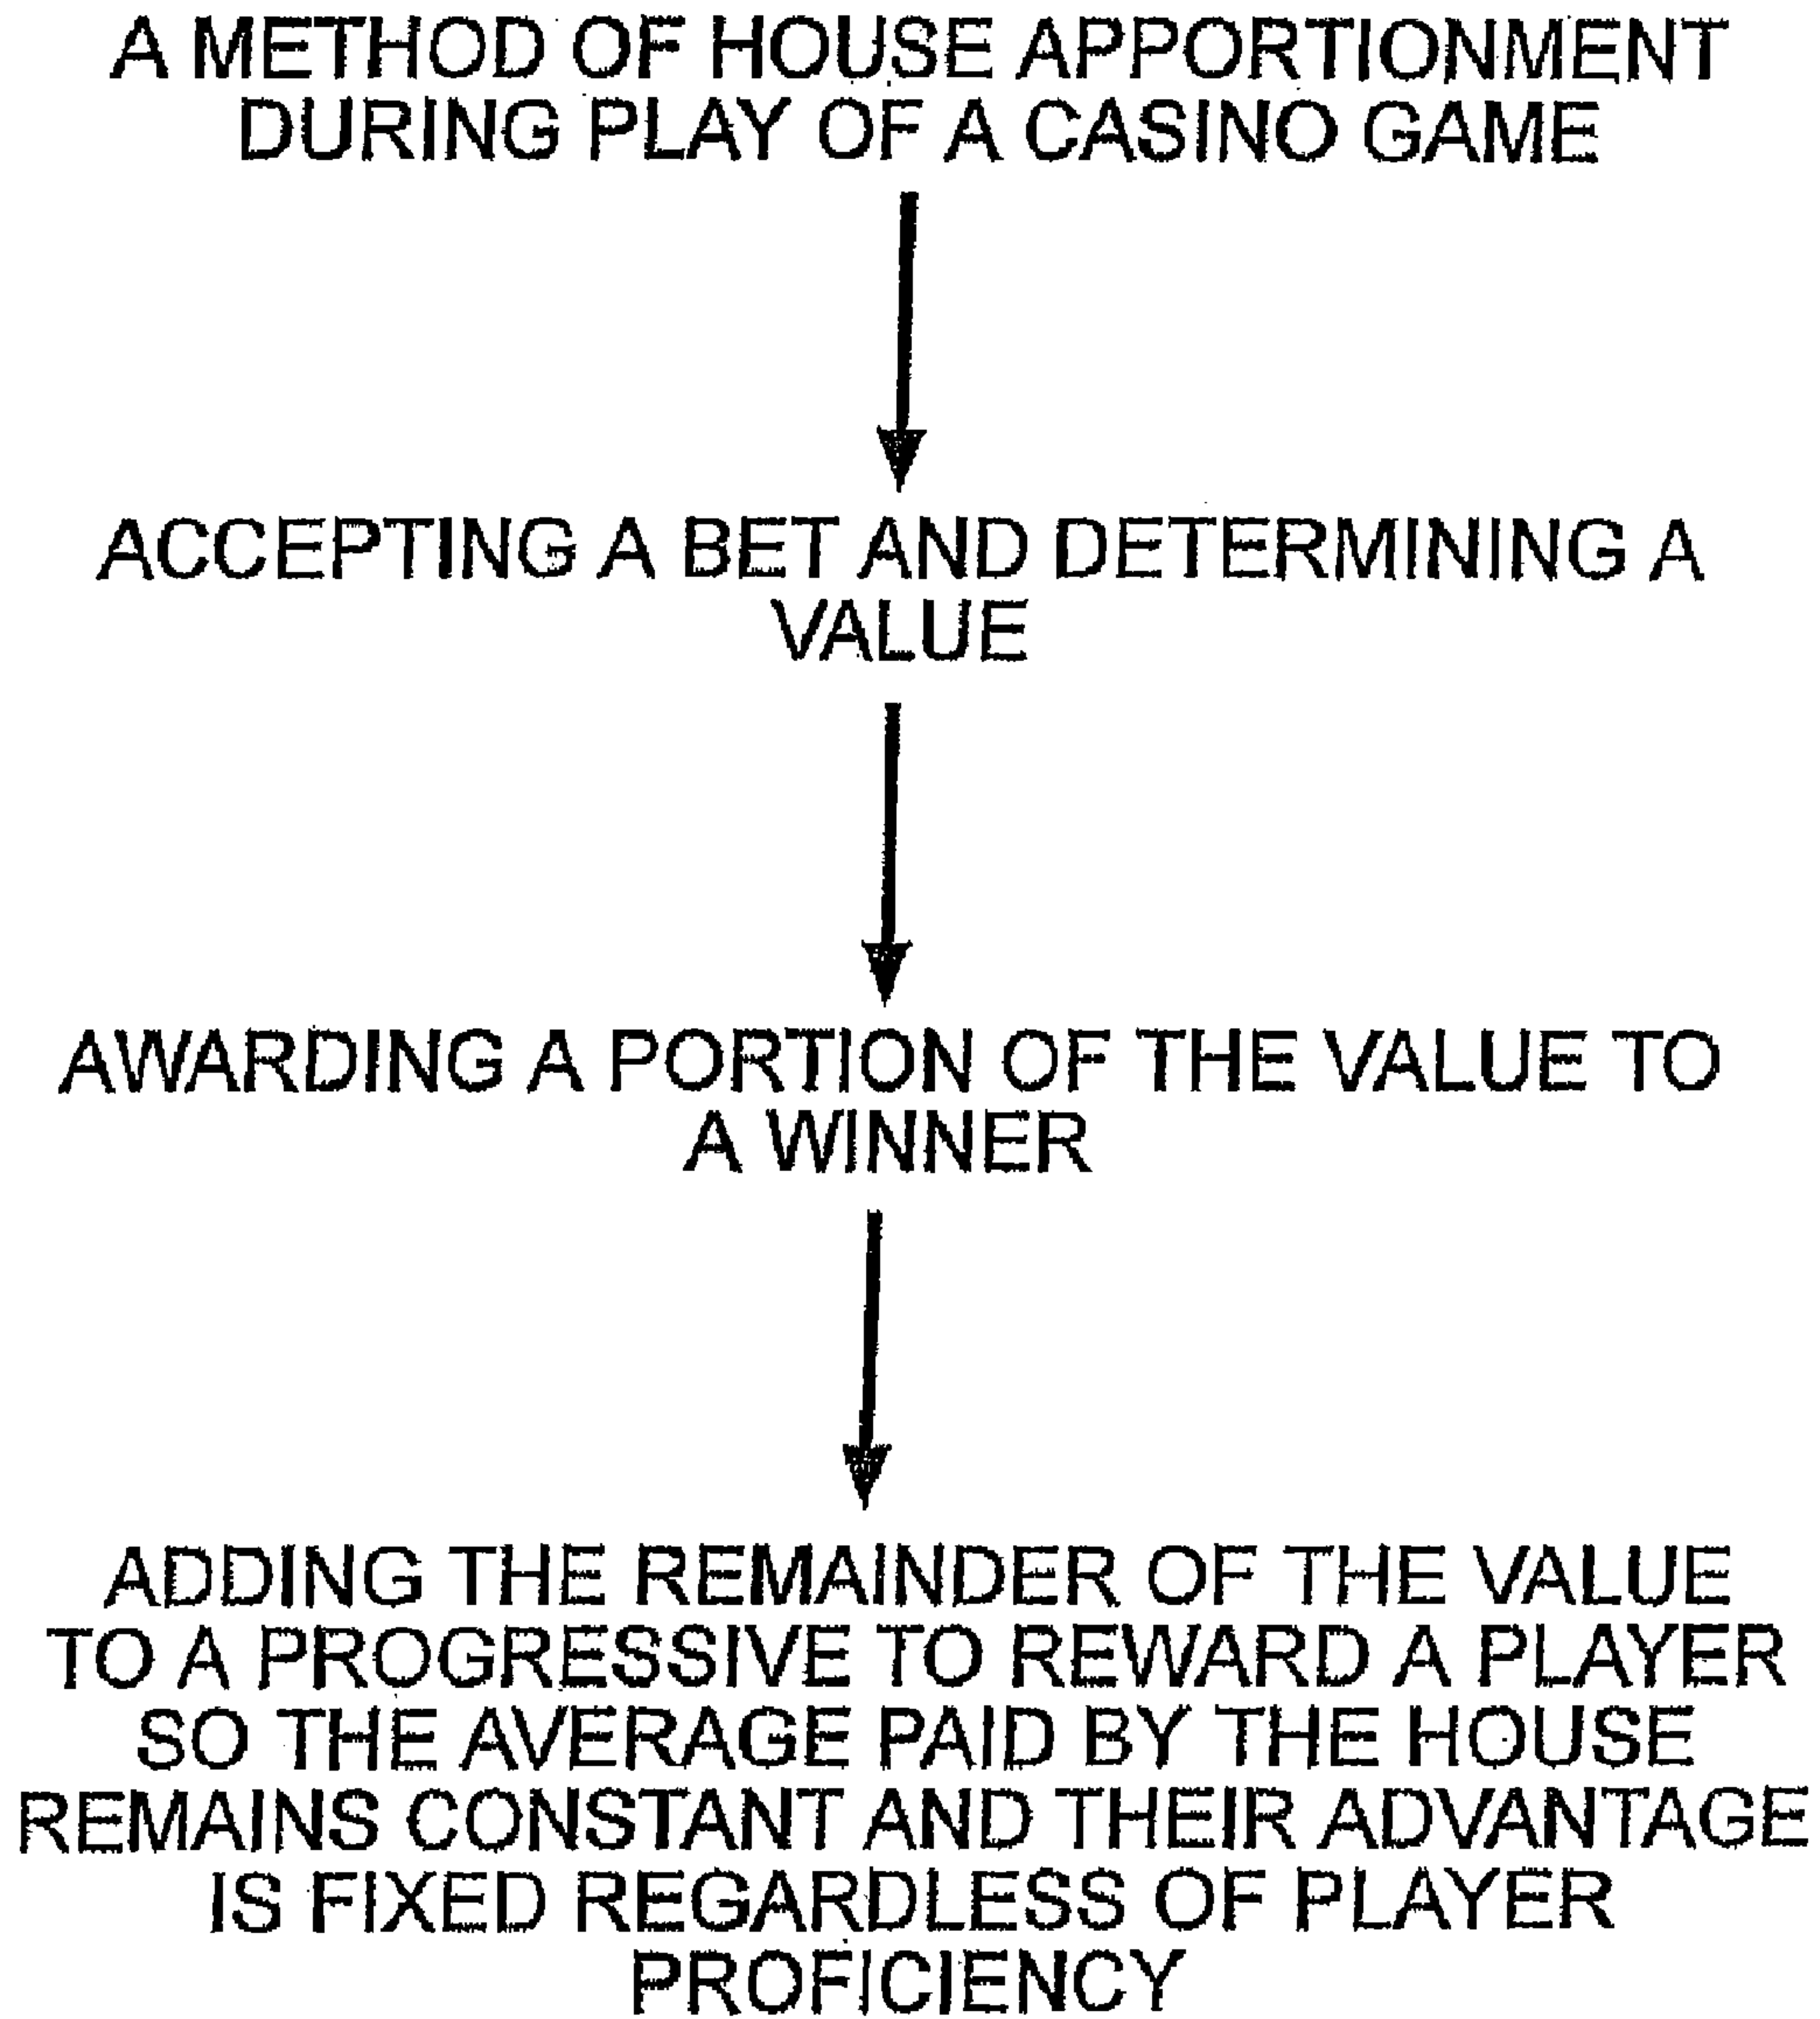 A METHOD OF HOUSE APPORTIONMENT
DURING PLAY OF A CASINO GAME
ACCEPTING A BET AND DETERMINING A
VALUE
AWARDING A PORTION OF THE VALUE TO
A WINNER
ADDING THE REMAINDER OF THE VALUE
TO A PROGRESSIVE TO REWARD A PLAYER
SO THE AVERAGE PAID BY THE HOUSE
REMAINS CONSTANT AND THEIR ADVANTAGE
IS FIXED REGARDLESS OF PLAYER
PROFICIENCY